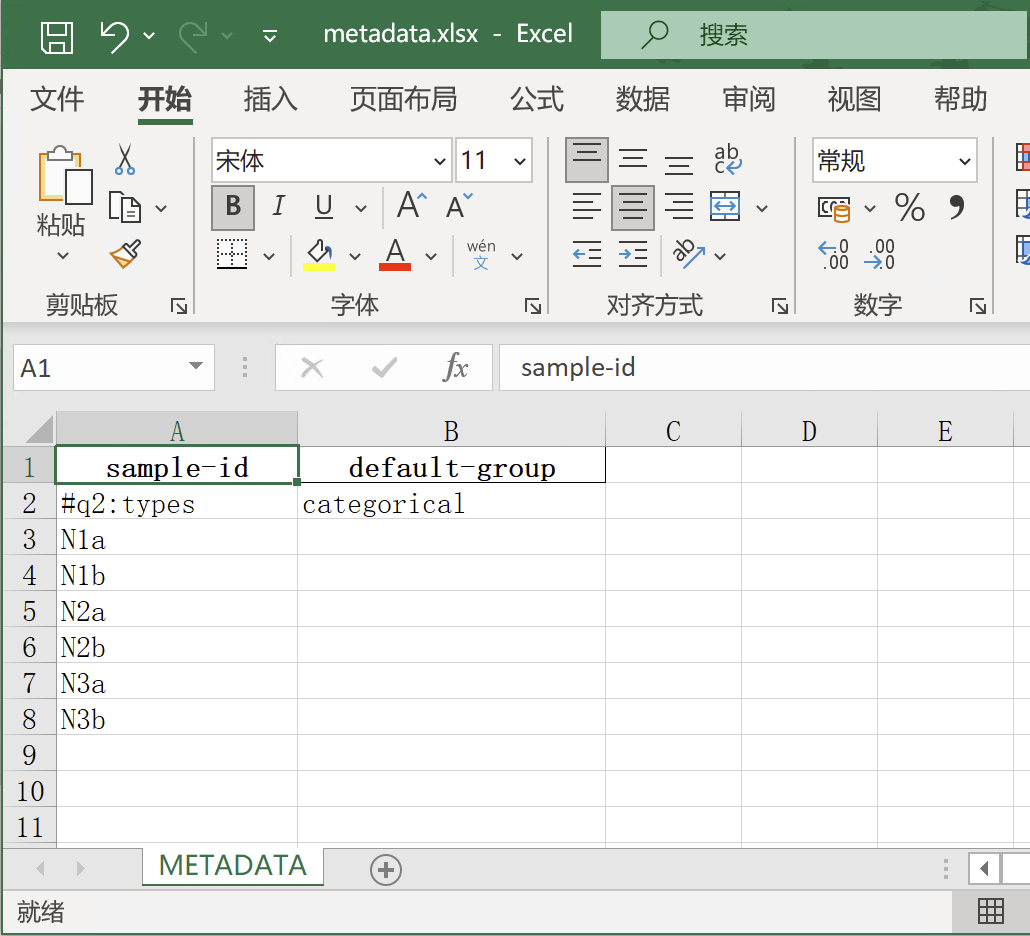 metadata.xlsx - Excel 搜索
文件 开始 插入 页面布局 公式 数据 审阅 视图 帮助
宋体 11 ab c 常规
粘贴 B I U A A %
A wén 文 .00 .00
剪贴板 字体 对齐方式 数字
A1 fx sample-id
A B C D E
1 sample-id default-group
2 #q2:types categorical
3 N1a
4 N1b
5 N2a
6 N2b
7 N3a
8 N3b
9
10
11
METADATA
就绪